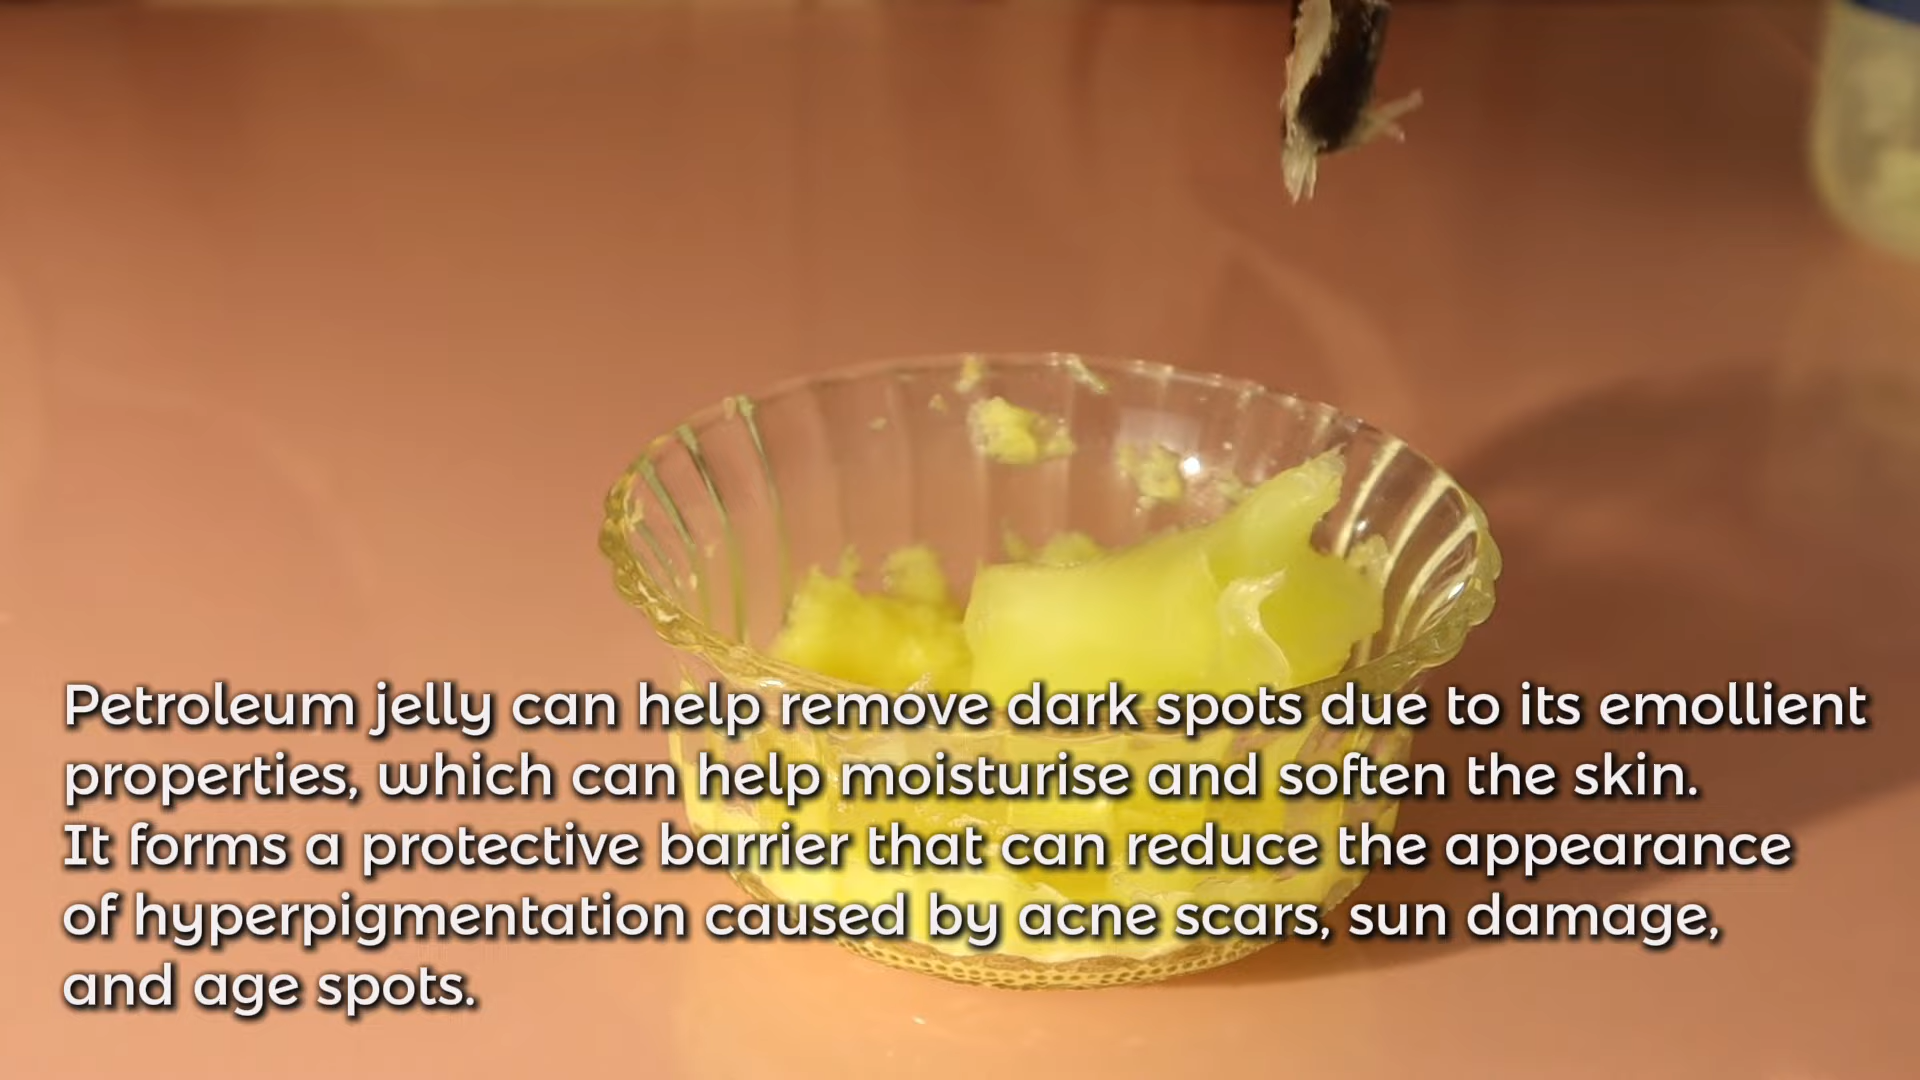 Petroleum jelly can help remove dark spots due to its emollient
properties, which can help moisturise and soften the skin.
It forms a protective barrier that can reduce the appearance
of hyperpigmentation caused by acne scars, sun damage,
and age spots.